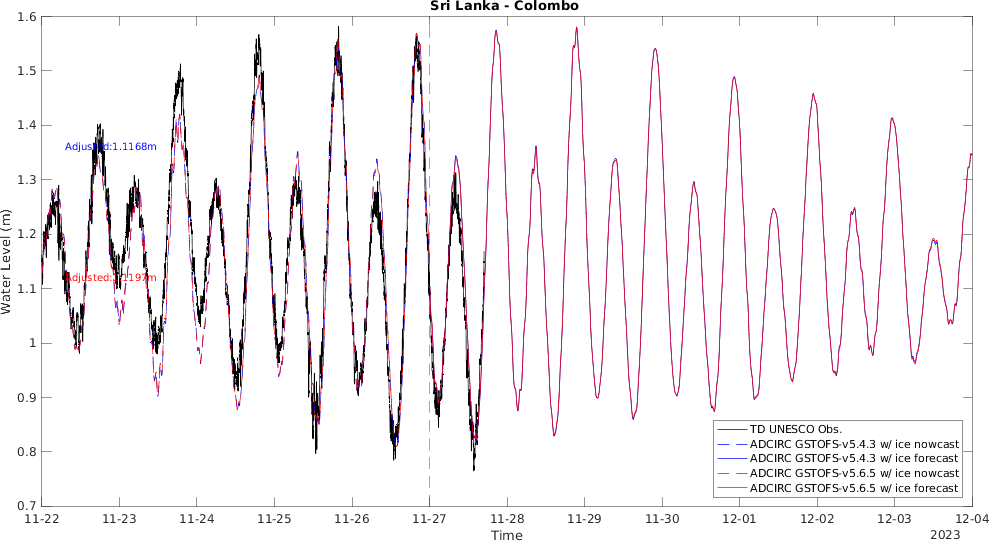 Sri Lanka - Colombo
Water Level (m)
1.6
1.5
1.4
1.3
1.2
1.1
1
0.9
0.8
0.7
Adjusted:1.1168m
TD UNESCO Obs.
ADCIRC GSTOFS-v5.4.3 w/ ice nowcast
ADCIRC GSTOFS-v5.4.3 w/ ice forecast
ADCIRC GSTOFS-v5.6.5 w/ ice nowcast
ADCIRC GSTOFS-v5.6.5 w/ ice forecast
11-22 11-23 11-24 11-25 11-26 11-27 11-28 11-29 11-30 12-01 12-02 12-03 12-04
Time
2023